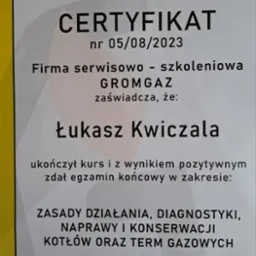 CERTYFIKAT
nr 05/08/2023
Firma serwisowo - szkoleniowa
GROMGAZ
zaświadcza, że:
Łukasz Kwiczala
ukończył kurs i z wynikiem pozytywnym
zdał egzamin końcowy w zakresie:
ZASADY DZIAŁANIA, DIAGNOSTYKI,
NAPRAWY I KONSERWACJI
KOTŁÓW ORAZ TERM GAZOWYCH